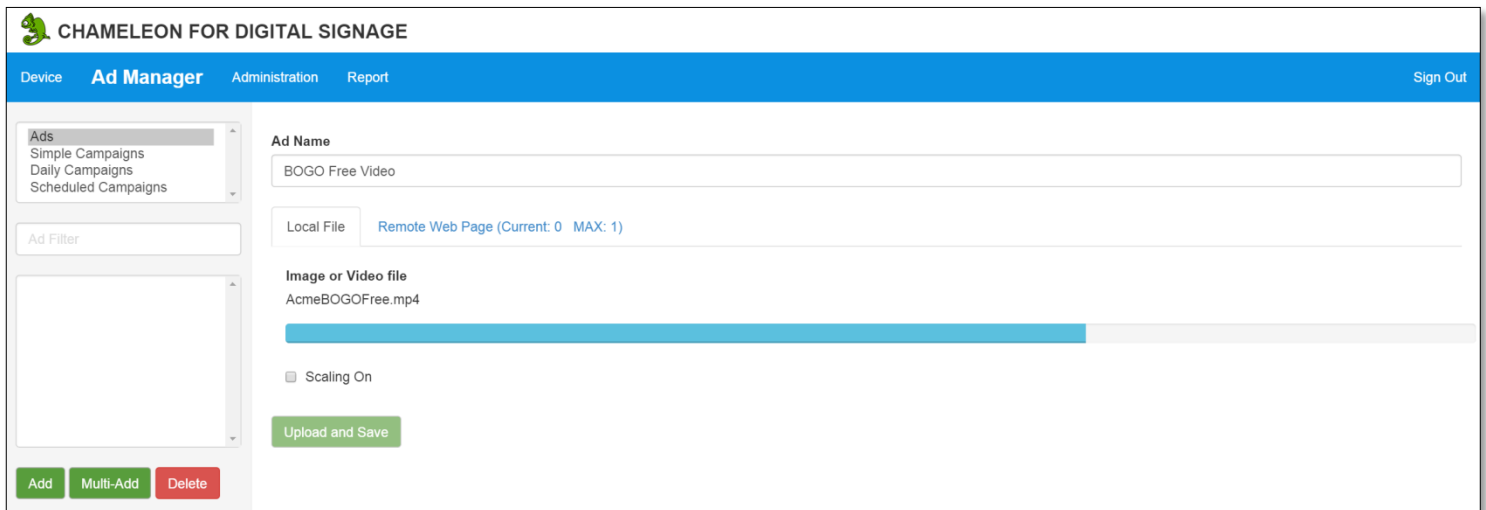 CHAMELEON FOR DIGITAL SIGNAGE
Device Ad Manager Administration Report Sign Out
Ads
Simple Campaigns
Daily Campaigns
Scheduled Campaigns
Ad Filter
Add Multi-Add Delete
Ad Name
BOGO Free Video
Local File Remote Web Page (Current: 0 MAX: 1)
Image or Video file
AcmeBOGOFree.mp4
Scaling On
Upload and Save